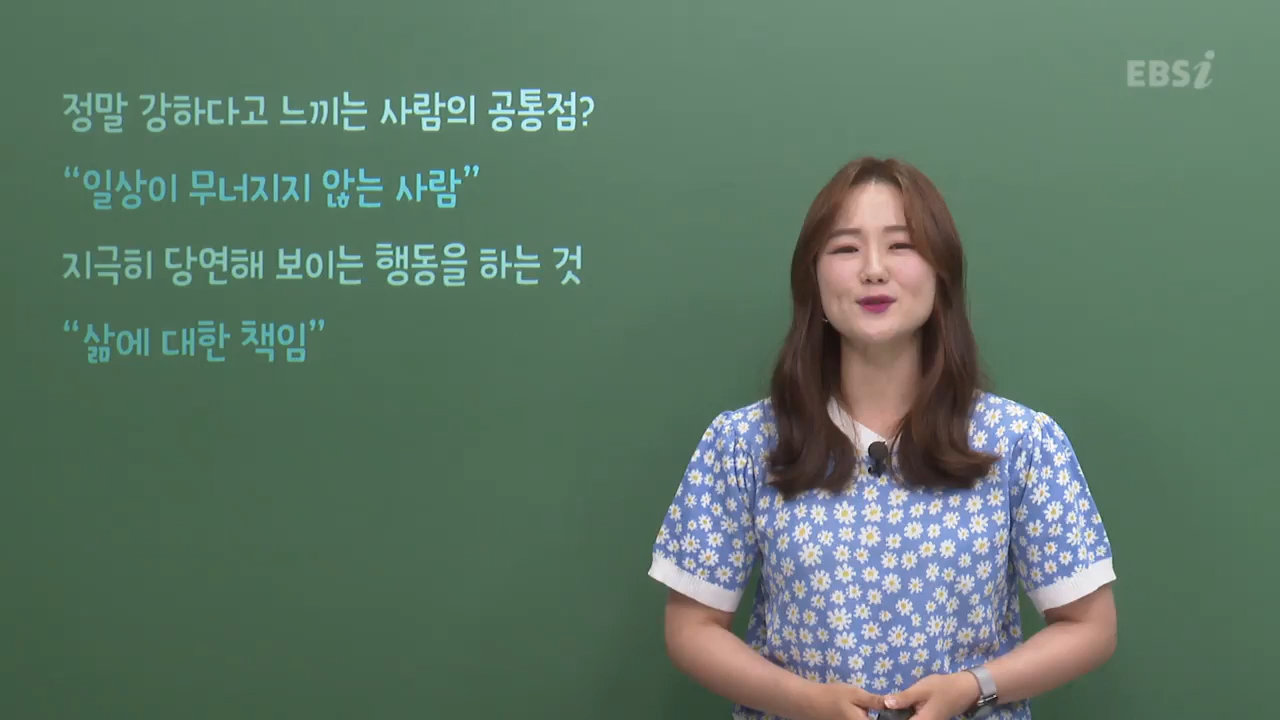 정말 강하다고 느끼는 사람의 공통점?
“일상이 무너지지 않는 사람”
지극히 당연해 보이는 행동을 하는 것
“삶에 대한 책임”
EBSi